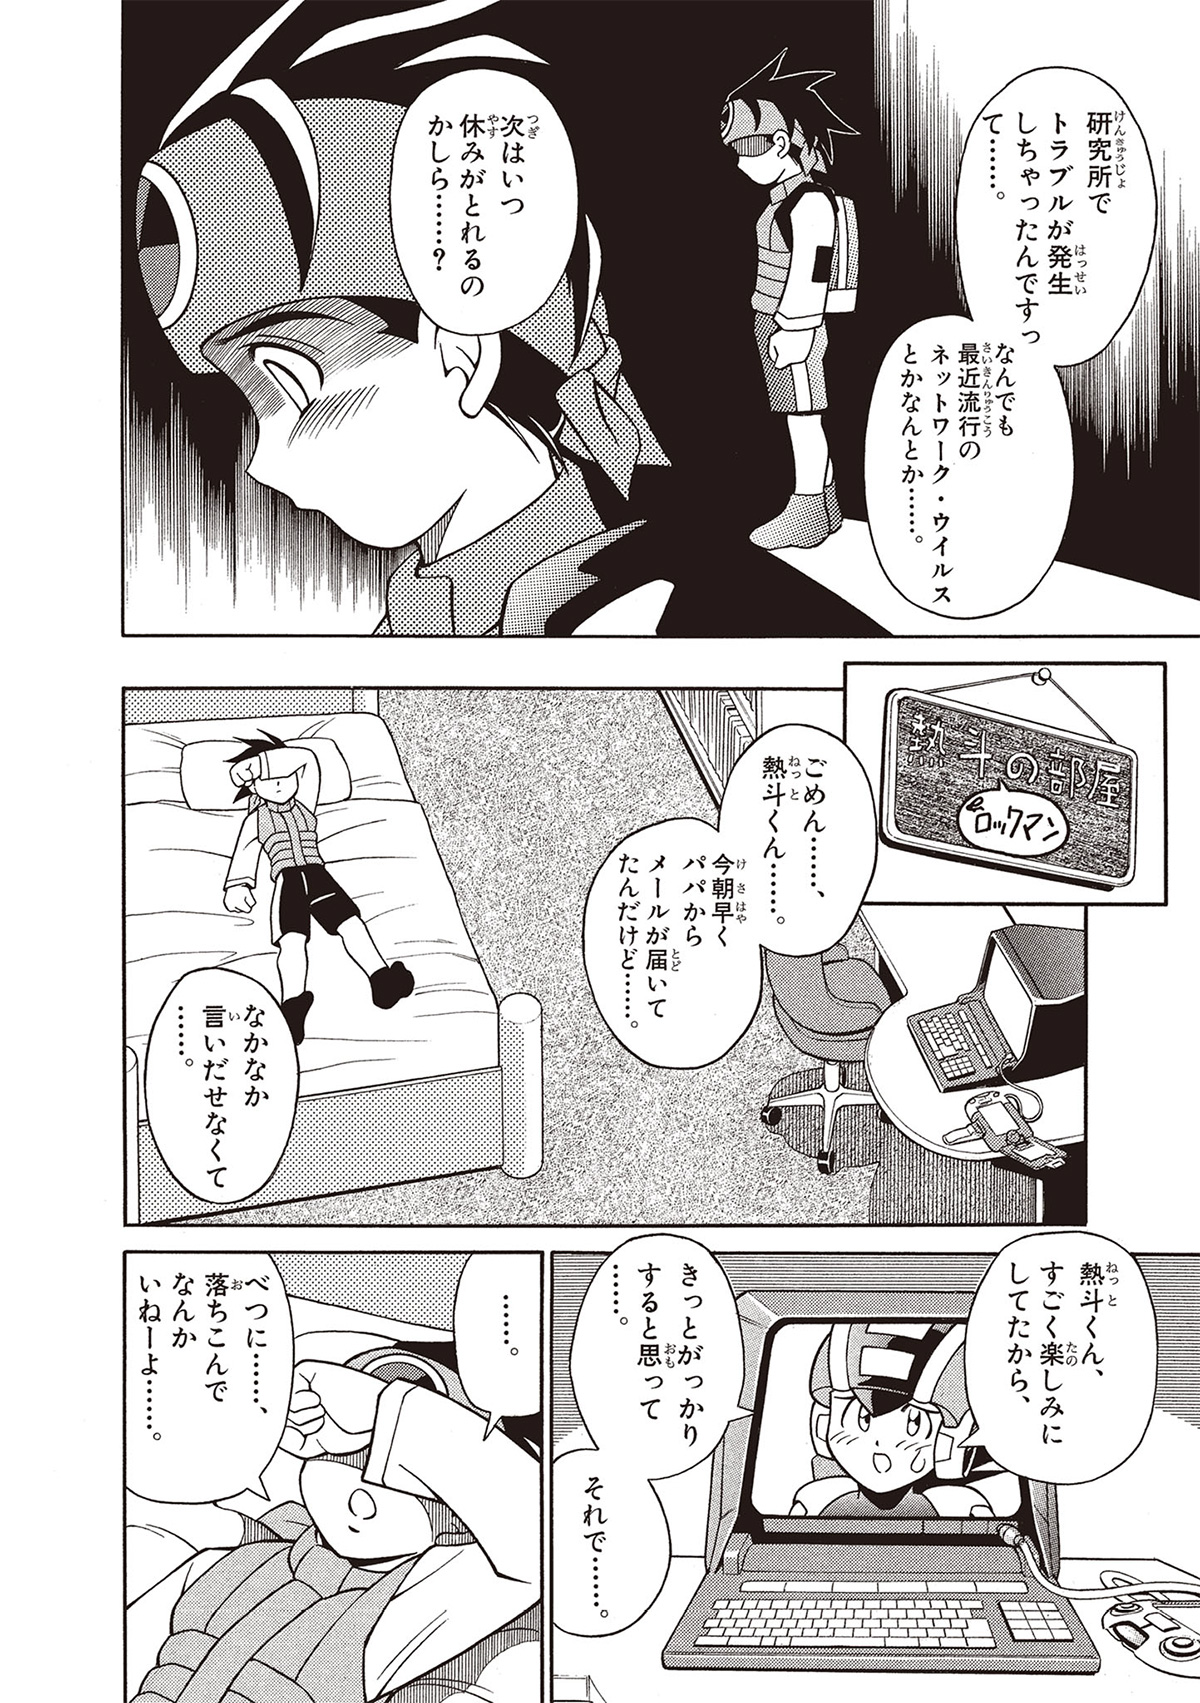 研究所で
トラブルが発生
しちゃったんですっ
て……。
なんでも
最近流行の
ネットワーク・ウイルス
とかなんとか……。
次はいつ
休みがとれるの
かしら……？
熱斗の部屋
ロックマン
ごめん……、
熱斗くん……。
今朝早く
パパから
メールが届いて
たんだけど……。
なかなか
言いだせなくて
……。
熱斗くん、
すごく楽しみに
してたから、
きっとがっかり
すると思って
……。
それで……。
……。
べつに……、
落ちこんで
なんか
いねーよ……。